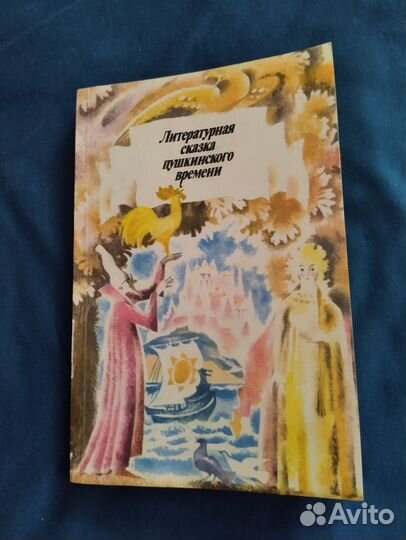 Литературная
сказка
пушкинского
времени
Avito